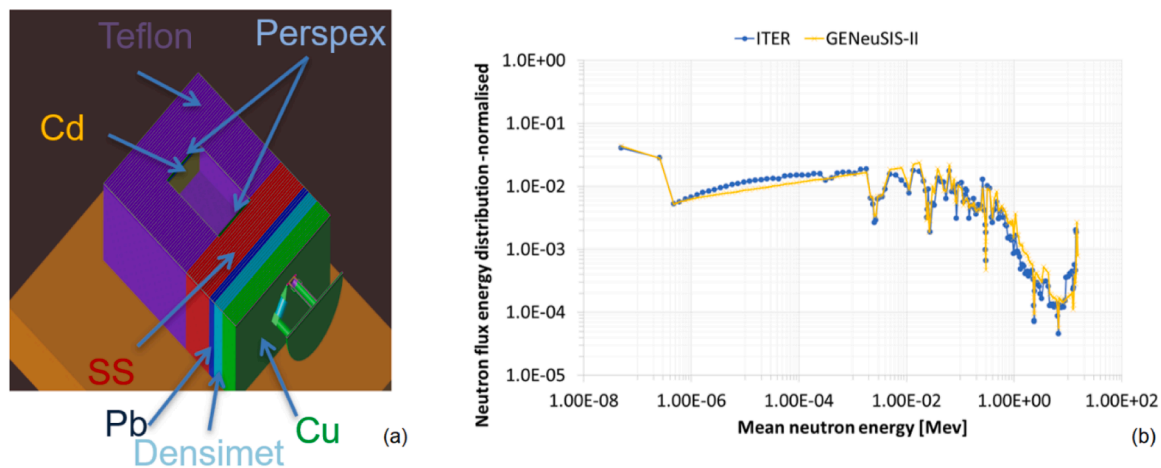 Teflon
Perspex
Cd
SS
Pb
Densimet
Cu
(a)
ITER
GENeuSIS-II
Neutron flux energy distribution -normalised
1.0E+00
1.0E-01
1.0E-02
1.0E-03
1.0E-04
1.0E-05
1.00E-08
1.00E-06
1.00E-04
1.00E-02
1.00E+00
1.00E+02
Mean neutron energy [Mev]
(b)